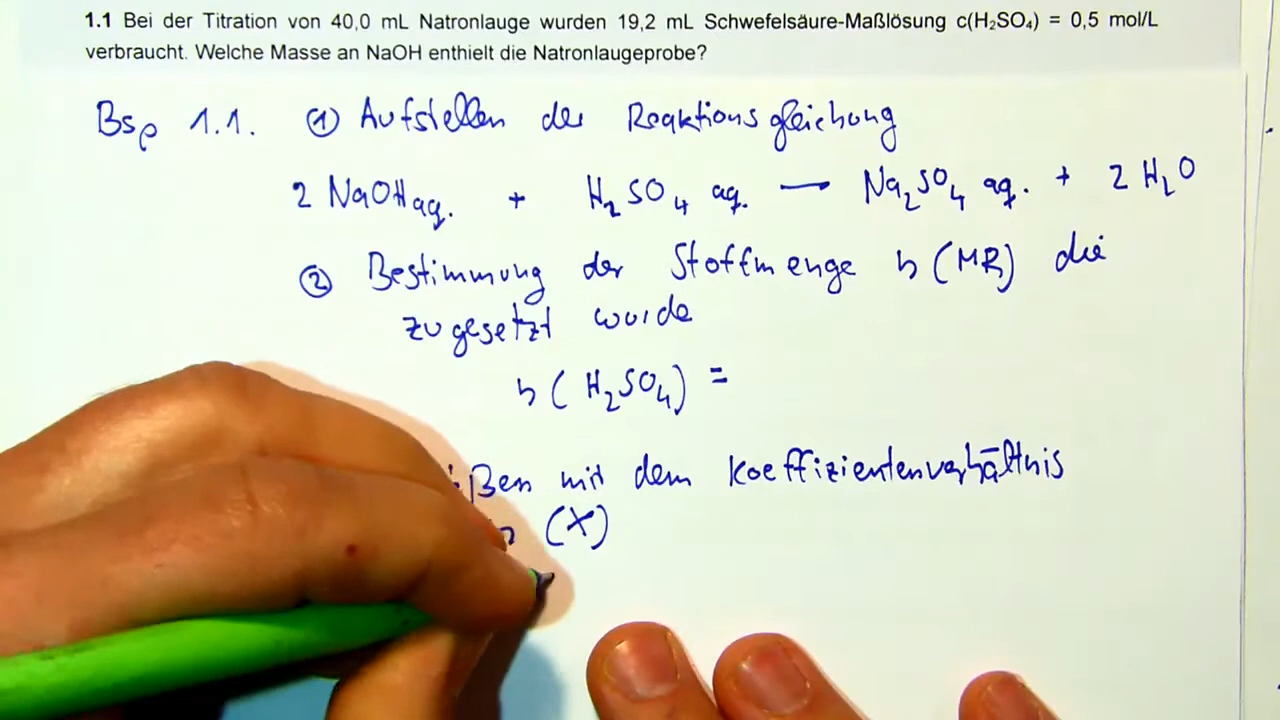 1.1 Bei der Titration von 40,0 mL Natronlauge wurden 19,2 mL Schwefelsäure-Maßlösung c(H₂SO₄) = 0,5 mol/L
verbraucht. Welche Masse an NaOH enthielt die Natronlaugeprobe?
Bsp 1.1. ① Aufstellen der Reaktionsgleichung
2 NaOH aq. + H₂SO₄ aq. — Na₂SO₄ aq. + 2 H₂O
② Bestimmung der Stoffmenge n (MR) die
zugesetzt wurde
n (H₂SO₄) =
mit dem Koeffizientenverhältnis
(X)